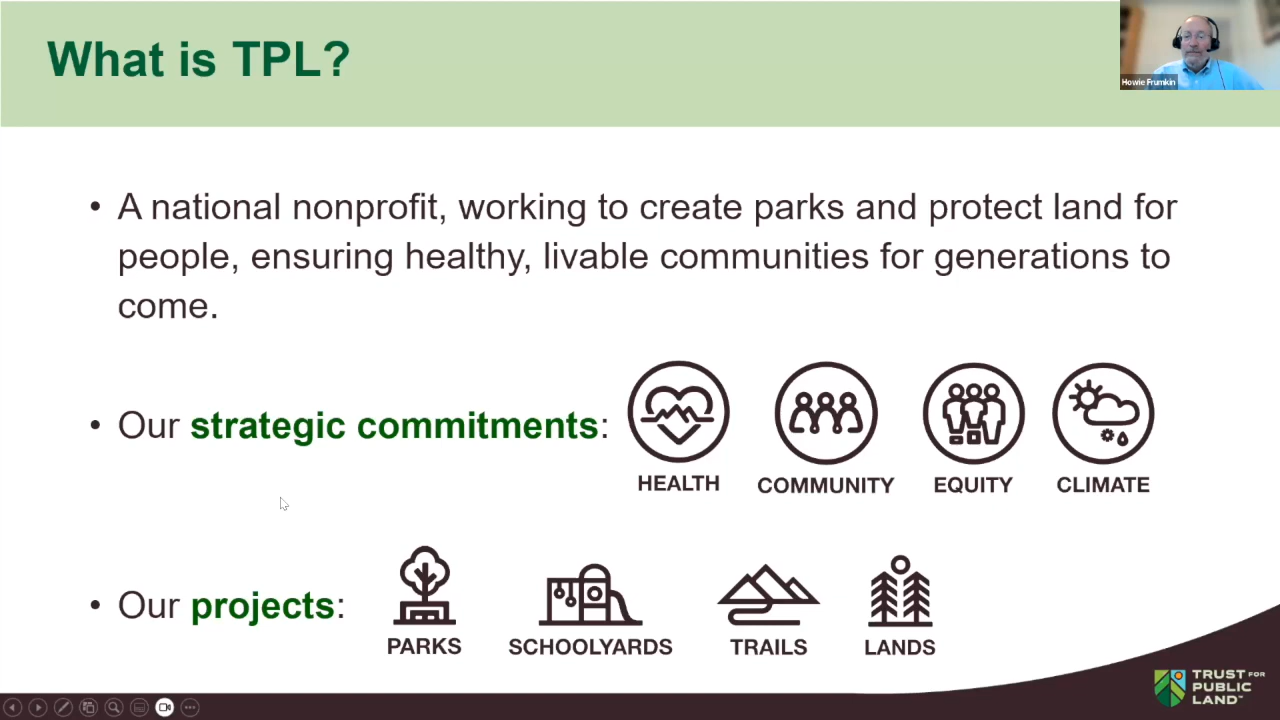 What is TPL?
Howie Frumkin
• A national nonprofit, working to create parks and protect land for
people, ensuring healthy, livable communities for generations to
come.
• Our strategic commitments:
HEALTH COMMUNITY EQUITY CLIMATE
• Our projects:
PARKS SCHOOLYARDS TRAILS LANDS
TRUST FOR
PUBLIC
LAND™